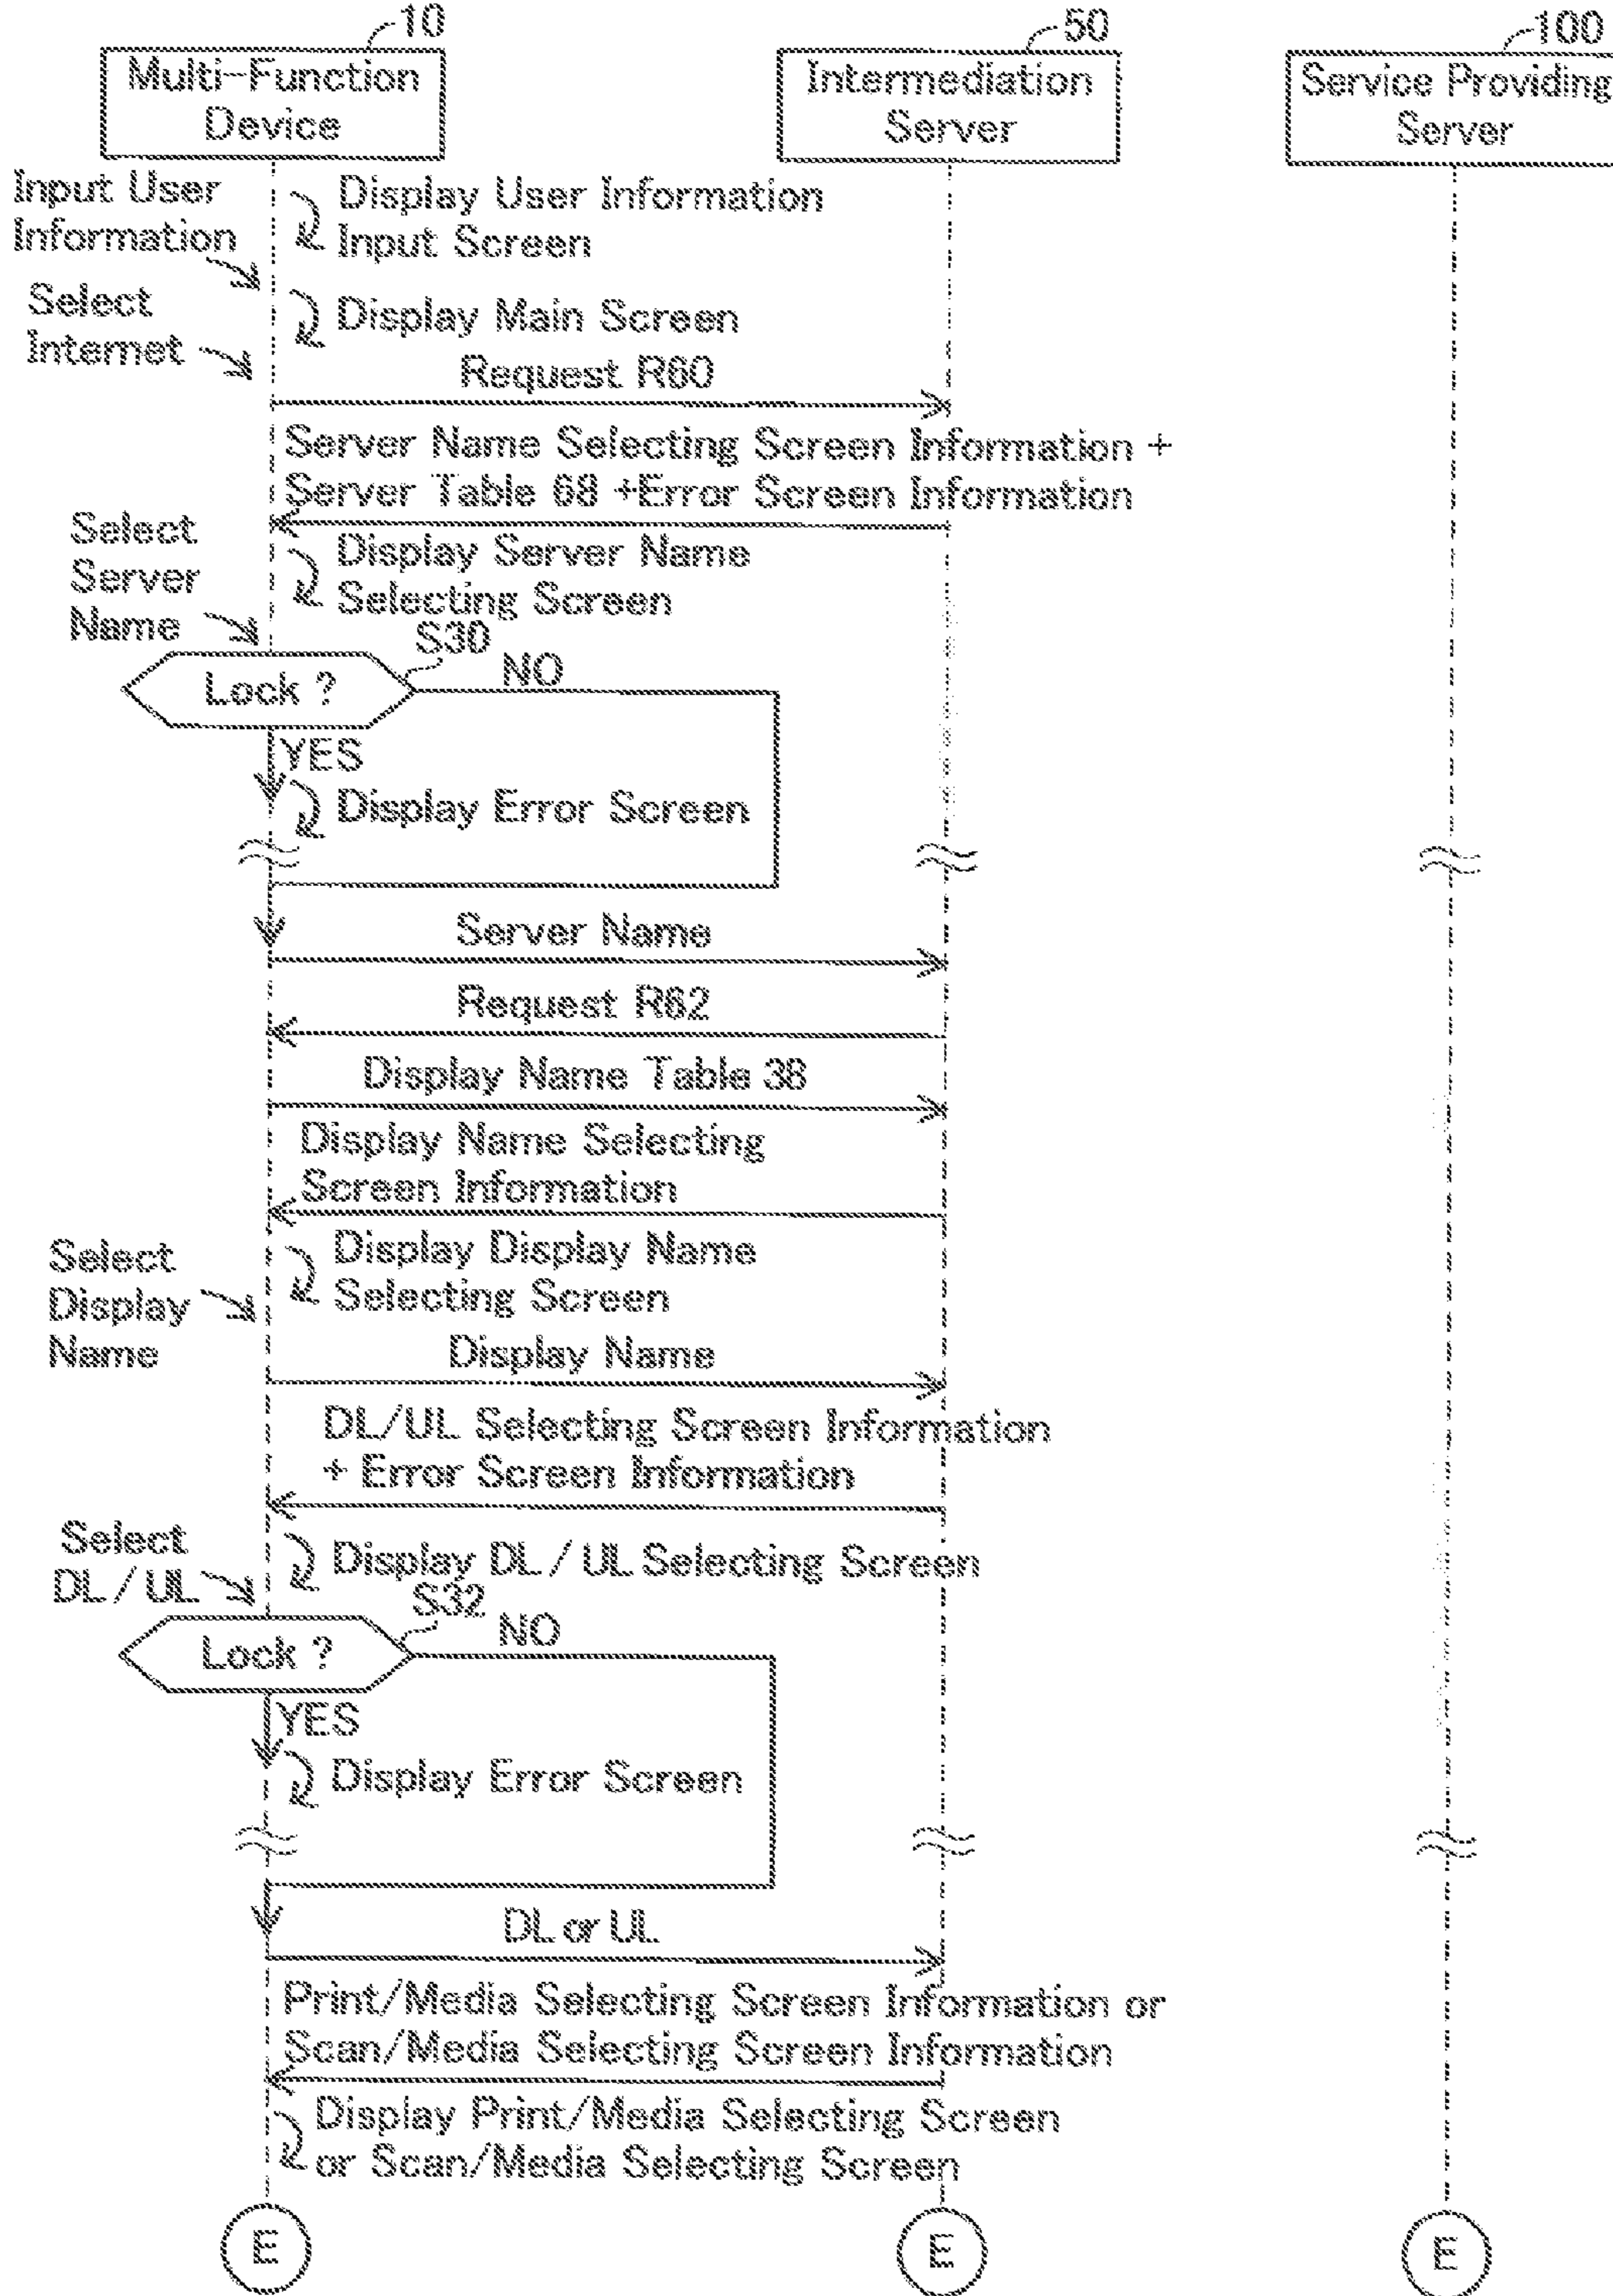 10
50
100
Multi-Function
Device
Intermediation
Server
Service Providing
Server
Input User
Information
Display User Information
Input Screen
Select
Internet
Display Main Screen
Request R60
Server Name Selecting Screen Information +
Server Table 68 +Error Screen Information
Select
Server
Name
Display Server Name
Selecting Screen
S30
Lock ?
NO
YES
Display Error Screen
Server Name
Request R62
Display Name Table 38
Display Name Selecting
Screen Information
Select
Display
Name
Display Display Name
Selecting Screen
Display Name
DL/UL Selecting Screen Information
+ Error Screen Information
Select
DL / UL
Display DL / UL Selecting Screen
S32
Lock ?
NO
YES
Display Error Screen
DL or UL
Print/Media Selecting Screen Information or
Scan/Media Selecting Screen Information
Display Print/Media Selecting Screen
or Scan/Media Selecting Screen
E
E
E